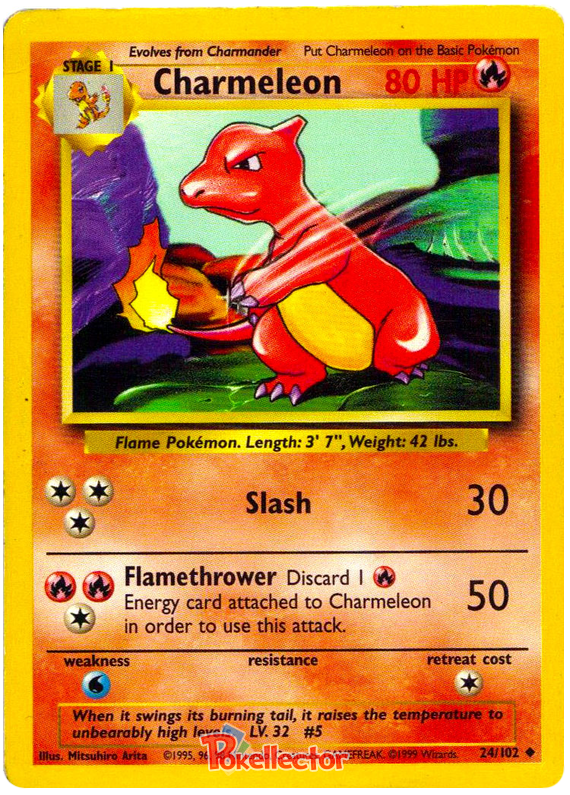 Evolves from Charmander Put Charmeleon on the Basic Pokémon
STAGE 1
Charmeleon 80 HP
Flame Pokémon. Length: 3' 7", Weight: 42 lbs.
Slash 30
Flamethrower Discard 1
Energy card attached to Charmeleon 50
in order to use this attack.
weakness resistance retreat cost
When it swings its burning tail, it raises the temperature to
unbearably high levels. LV. 32 #5
Pokellector
Illus. Mitsuhiro Arita ©1995, 96, GAMEFREAK. ©1999 Wizards. 24/102